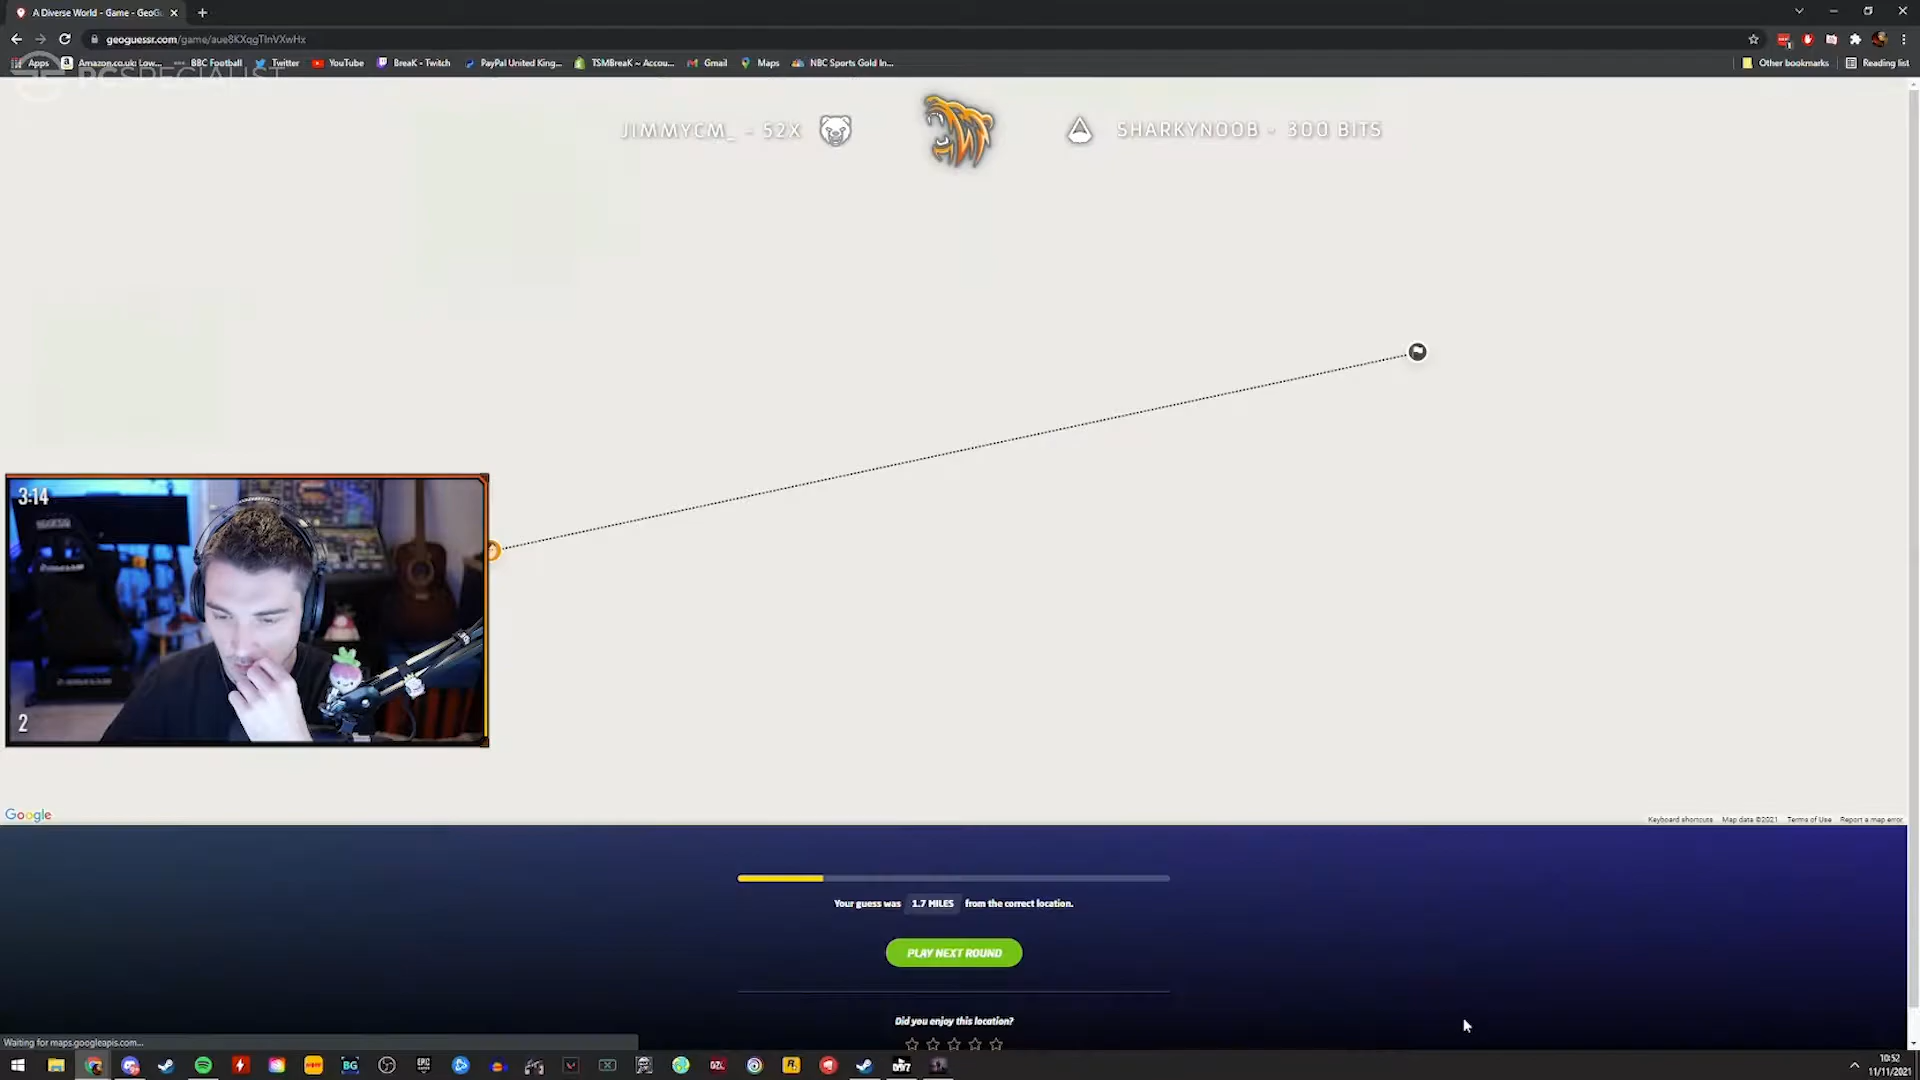 A Diverse World - Game - GeoGu
geoguessr.com/game/aue8KXqgTInVXwHx
Apps
Amazon.co.uk: Low...
BBC Football
Twitter
YouTube
BreaK - Twitch
PayPal United King...
TSMBreaK ~ Accou...
Gmail
Maps
NBC Sports Gold In...
Other bookmarks
Reading list
PCSPECIALIST
JIMMYCM_ - 52X
SHARKYNOOB - 300 BITS
3:14
2
Google
Keyboard shortcuts
Map data ©2021
Terms of Use
Report a map error
Your guess was 1.7 MILES from the correct location.
PLAY NEXT ROUND
Did you enjoy this location?
Waiting for maps.googleapis.com...
BG
10:52
11/11/2021